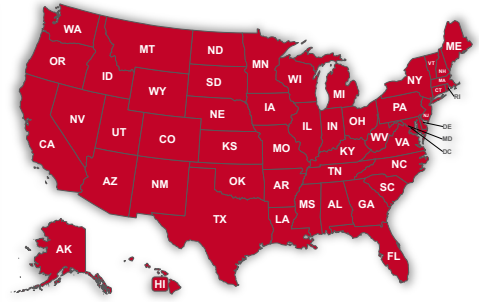 WA
OR
CA
NV
ID
MT
WY
UT
AZ
CO
NM
ND
SD
NE
KS
OK
TX
MN
IA
MO
AR
LA
WI
IL
MI
IN
OH
KY
TN
MS
AL
GA
FL
SC
NC
VA
WV
PA
NY
VT
NH
MA
CT
RI
ME
NJ
DE
MD
DC
AK
HI